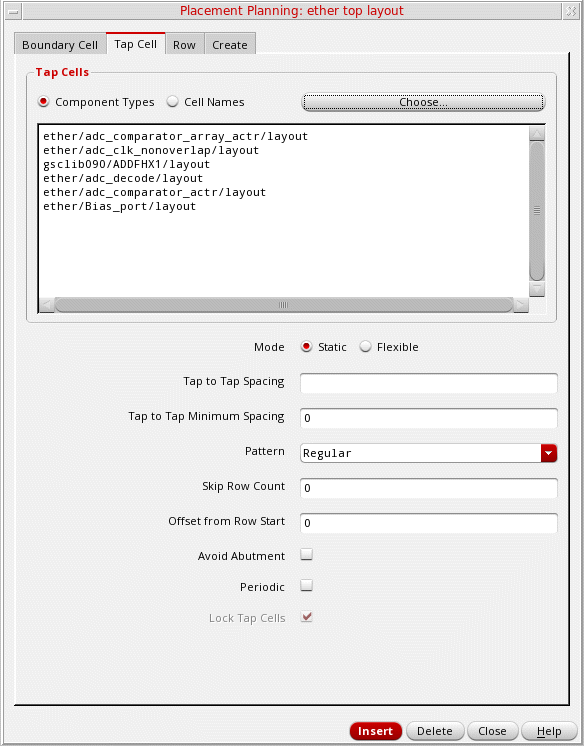 Placement Planning: ether top layout
Boundary Cell Tap Cell Row Create
Tap Cells
Component Types Cell Names Choose...
ether/adc_comparator_array_actr/layout
ether/adc_clk_nonoverlap/layout
gsclib090/ADDFHX1/layout
ether/adc_decode/layout
ether/adc_comparator_actr/layout
ether/Bias_port/layout
Mode Static Flexible
Tap to Tap Spacing
Tap to Tap Minimum Spacing 0
Pattern Regular
Skip Row Count 0
Offset from Row Start 0
Avoid Abutment
Periodic
Lock Tap Cells
Insert Delete Close Help